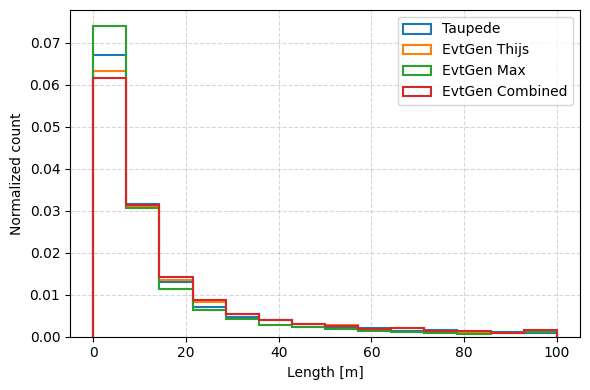 Taupede
EvtGen Thijs
EvtGen Max
EvtGen Combined
Normalized count
0.07
0.06
0.05
0.04
0.03
0.02
0.01
0.00
0 20 40 60 80 100
Length [m]